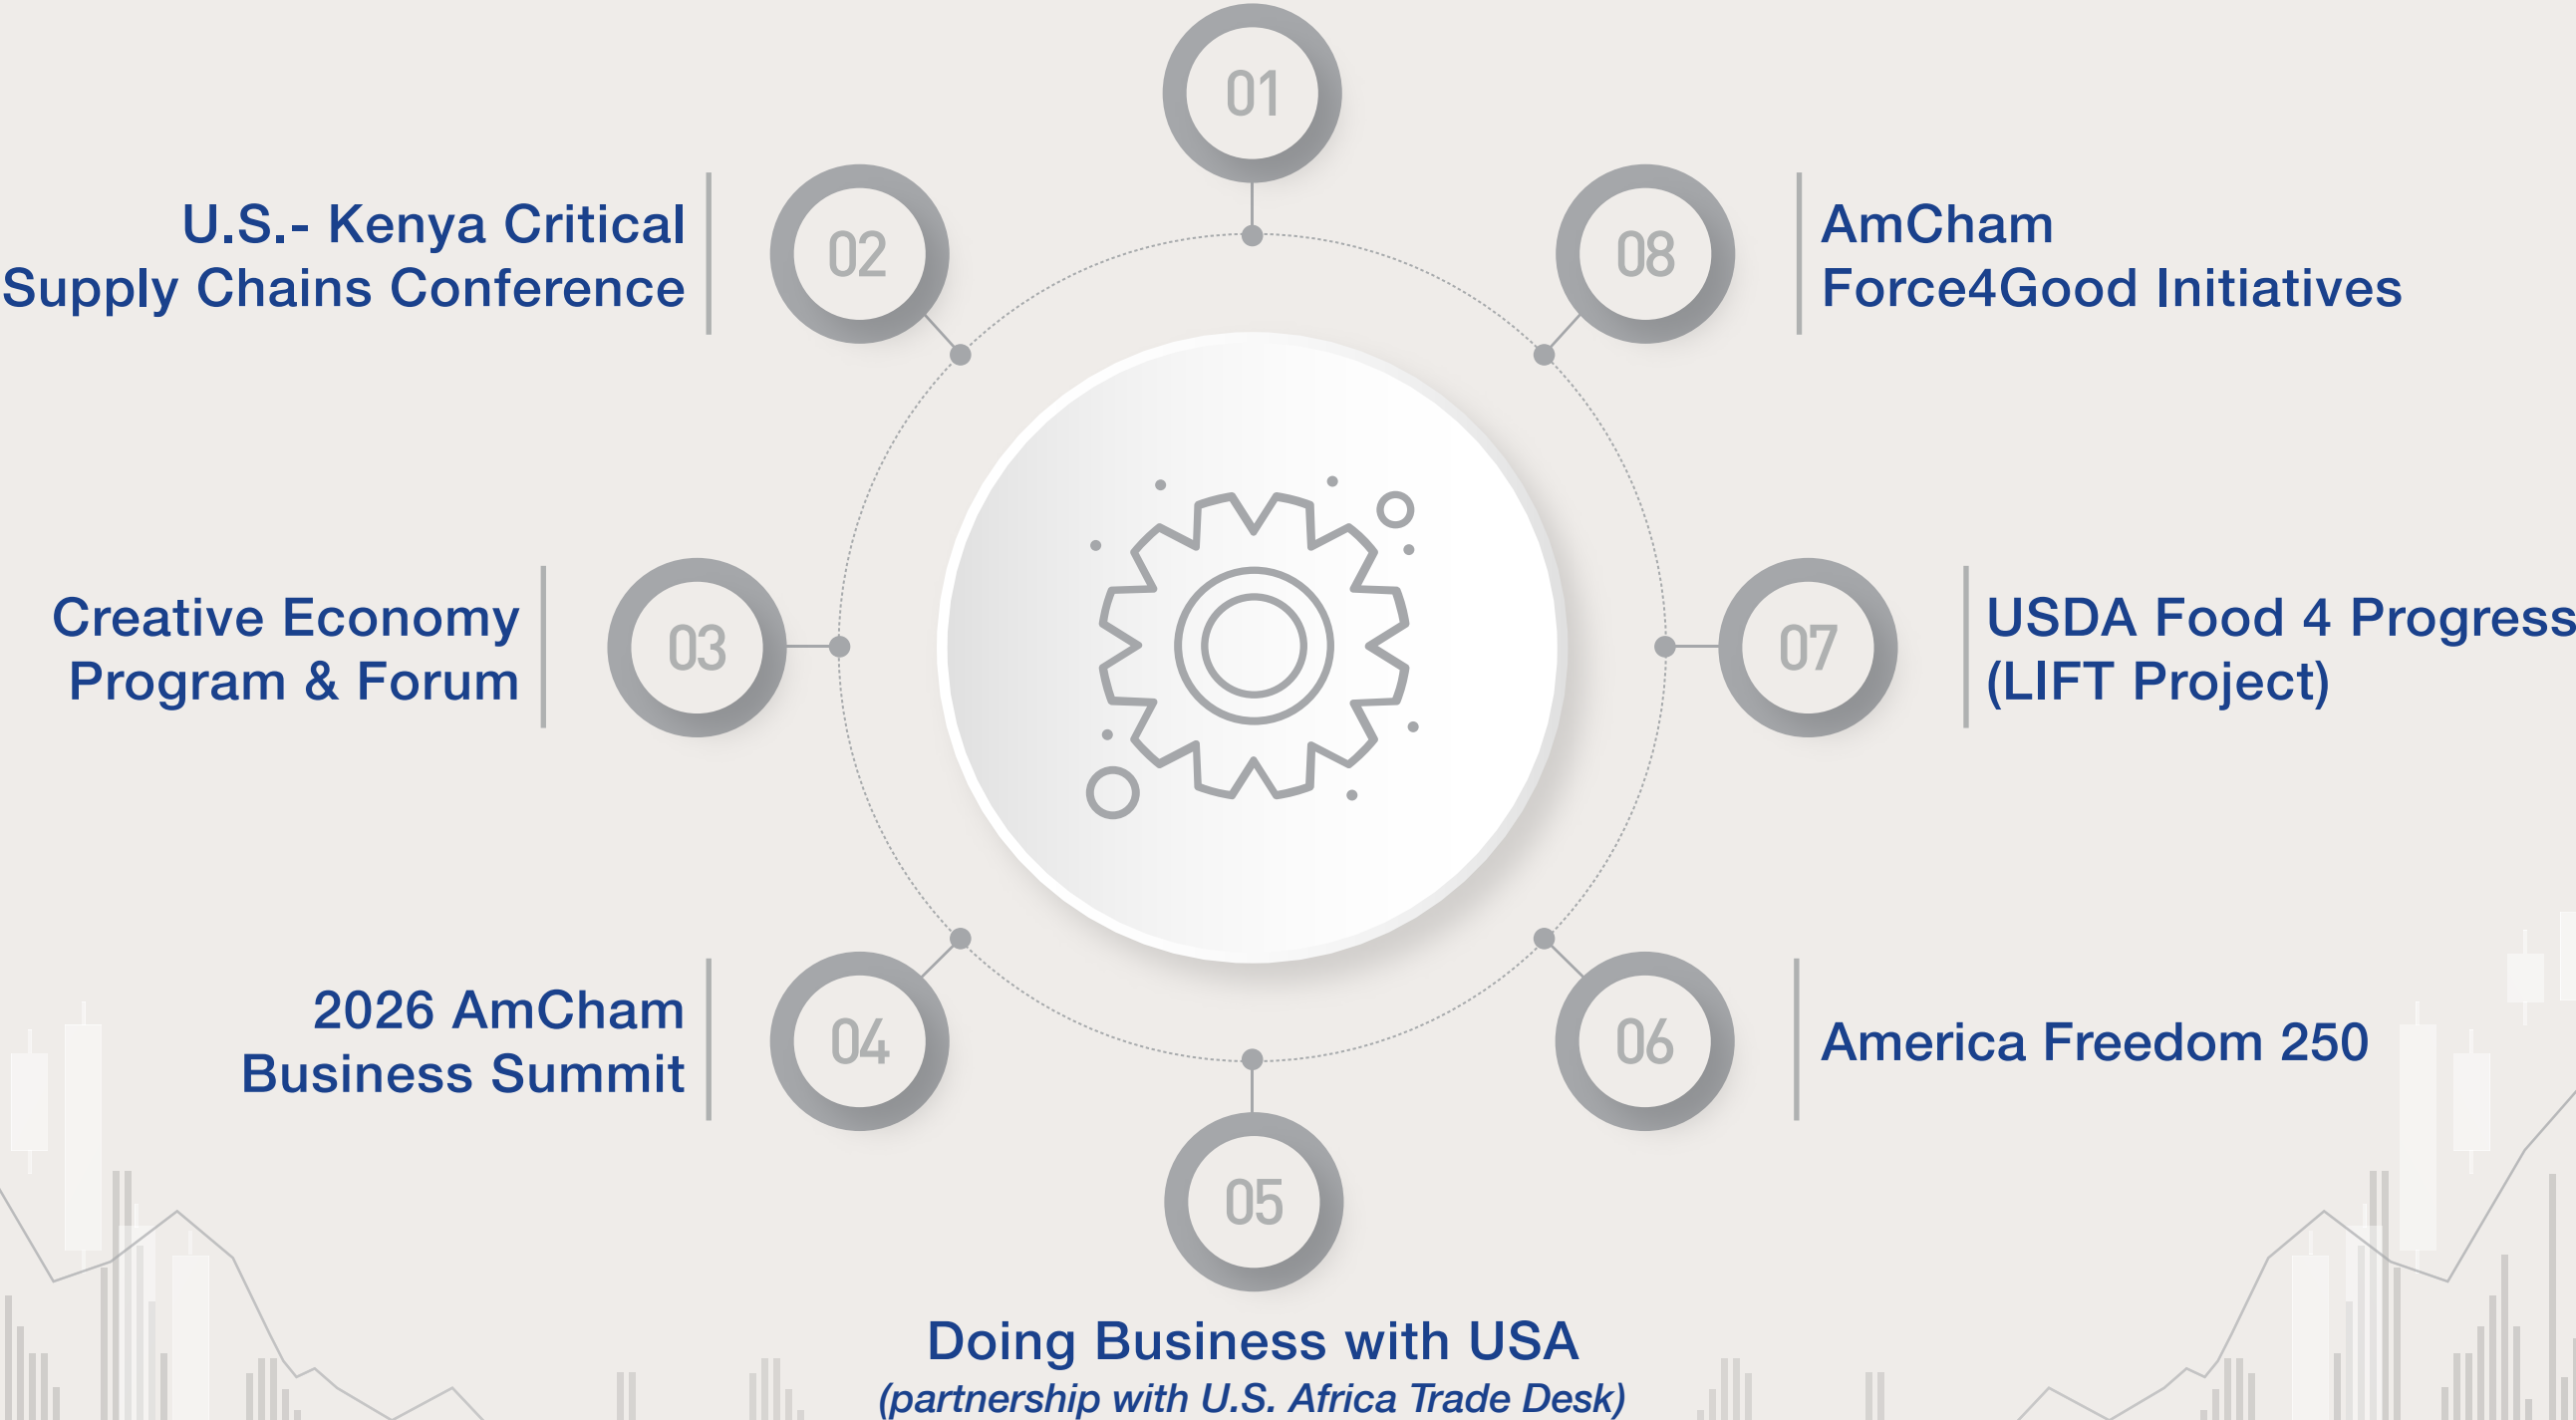 01
02
U.S.- Kenya Critical
Supply Chains Conference
03
Creative Economy
Program & Forum
04
2026 AmCham
Business Summit
05
Doing Business with USA
(partnership with U.S. Africa Trade Desk)
06
America Freedom 250
07
USDA Food 4 Progress
(LIFT Project)
08
AmCham
Force4Good Initiatives